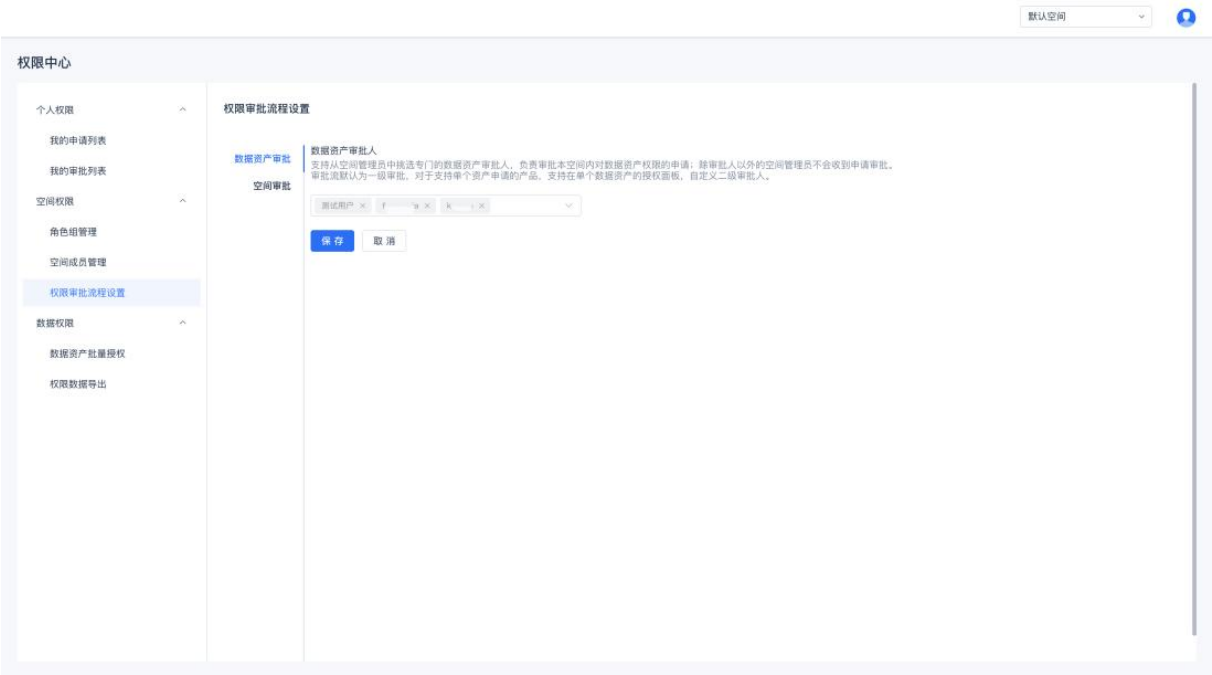 默认空间
权限中心
个人权限
我的申请列表
我的审批列表
空间权限
角色组管理
空间成员管理
权限审批流程设置
数据权限
数据资产批量授权
权限数据导出
权限审批流程设置
数据资产审批
空间审批
数据资产审批人
支持从空间管理员中挑选专门的数据资产审批人，负责审批本空间内对数据资产权限的申请；除审批人以外的空间管理员不会收到申请审批。
审批流默认为一级审批，对于支持单个资产申请的产品，支持在单个数据资产的授权面板，自定义二级审批人。
测试用户
保存 取消